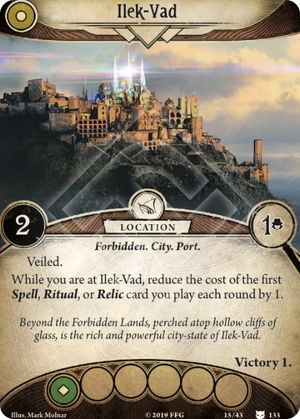 Ilek-Vad
2
LOCATION
1
Forbidden. City. Port.
Veiled.
While you are at Ilek-Vad, reduce the cost of the first
Spell, Ritual, or Relic card you play each round by 1.
Beyond the Forbidden Lands, perched atop hollow cliffs of
glass, is the rich and powerful city-state of Ilek-Vad.
Victory 1.
Illus. Mark Molnar
© 2019 FFG
15/43
133